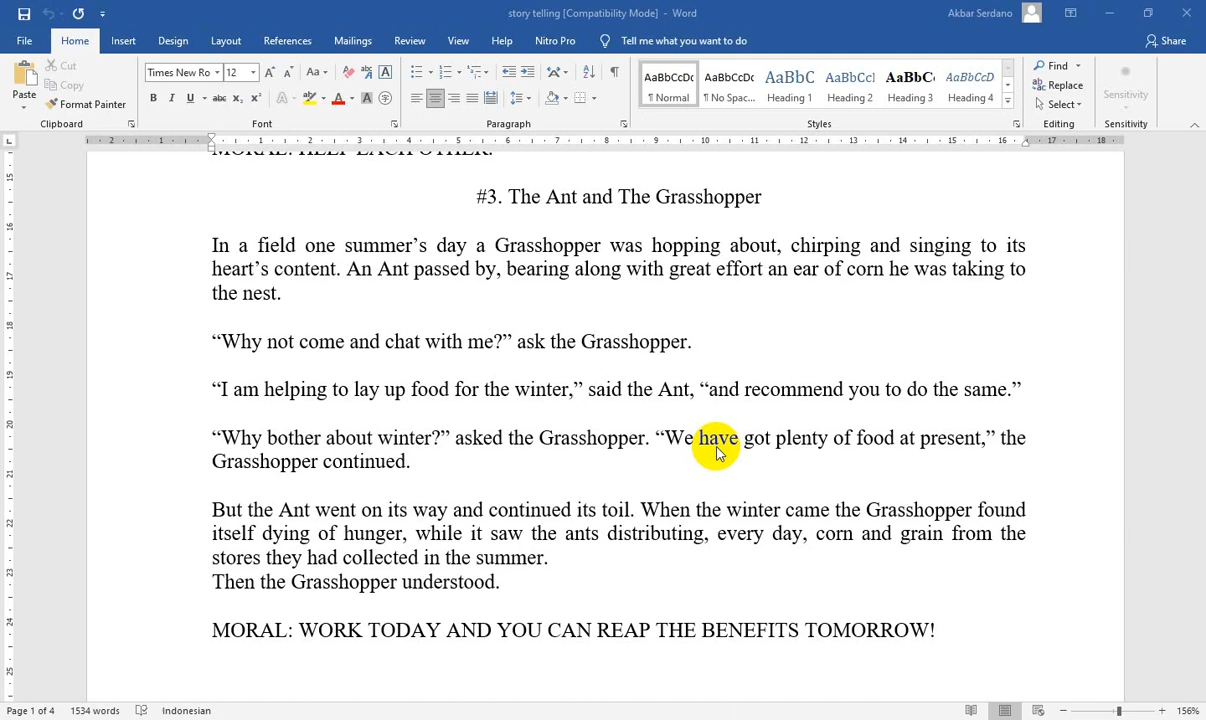 story telling [Compatibility Mode] - Word
Akbar Serdano
File Home Insert Design Layout References Mailings Review View Help Nitro Pro Tell me what you want to do Share
Paste
Cut
Copy
Format Painter
Clipboard
Times New Ro 12
Font
Paragraph
AaBbCcDc AaBbCcDc AaBbC AaBbCcl AaBbCc AaBbCcD
¶ Normal ¶ No Spac... Heading 1 Heading 2 Heading 3 Heading 4
Styles
Find
Replace
Select
Editing
Sensitivity
Sensitivity
MORAL: HELP EACH OTHER.
#3. The Ant and The Grasshopper
In a field one summer’s day a Grasshopper was hopping about, chirping and singing to its
heart’s content. An Ant passed by, bearing along with great effort an ear of corn he was taking to
the nest.
“Why not come and chat with me?” ask the Grasshopper.
“I am helping to lay up food for the winter,” said the Ant, “and recommend you to do the same.”
“Why bother about winter?” asked the Grasshopper. “We have got plenty of food at present,” the
Grasshopper continued.
But the Ant went on its way and continued its toil. When the winter came the Grasshopper found
itself dying of hunger, while it saw the ants distributing, every day, corn and grain from the
stores they had collected in the summer.
Then the Grasshopper understood.
MORAL: WORK TODAY AND YOU CAN REAP THE BENEFITS TOMORROW!
Page 1 of 4 1534 words Indonesian 156%